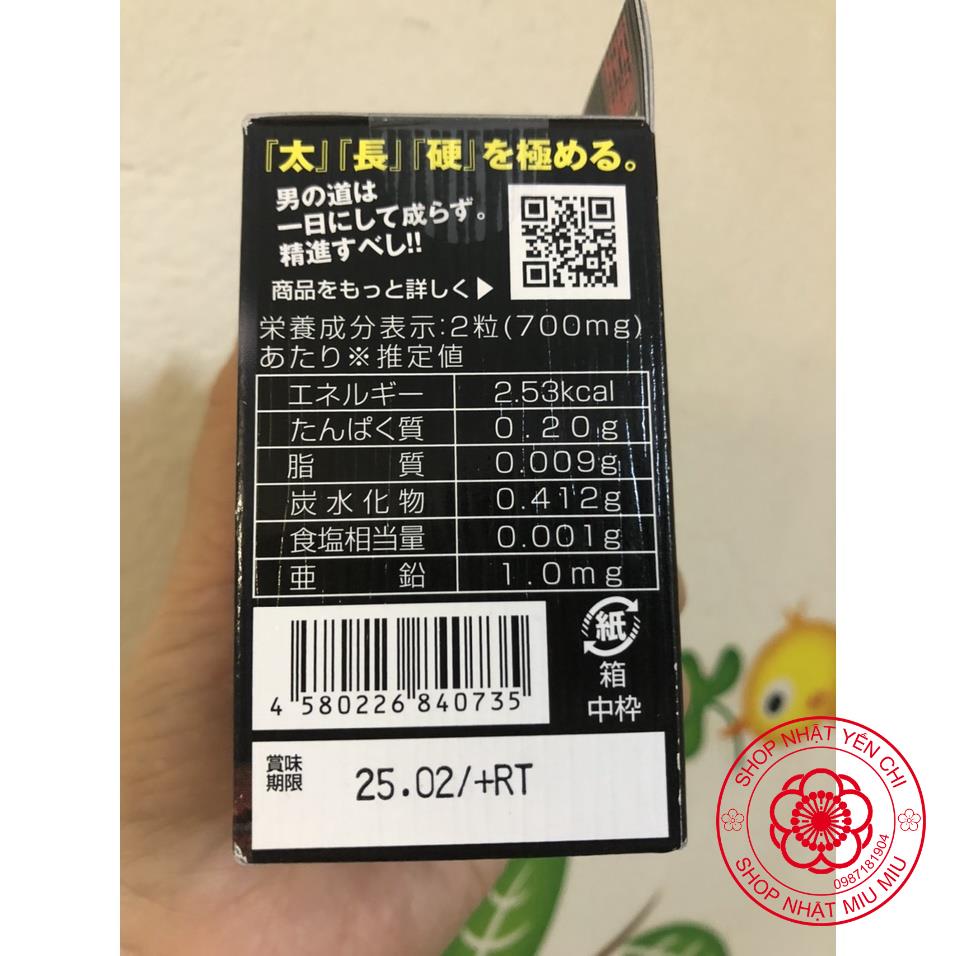 『太』『長』『硬』を極める。
男の道は
一日にして成らず。
精進すべし!!
商品をもっと詳しく▶
栄養成分表示:2粒(700mg)
あたり※推定値
エネルギー 2.53kcal
たんぱく質 0.20g
脂質 0.009g
炭水化物 0.412g
食塩相当量 0.001g
亜鉛 1.0mg
紙
箱
中枠
4 580226 840735
賞味
期限
25.02/+RT
SHOP NHẬT YẾN CHI
0987181904
SHOP NHẬT MIU MIU